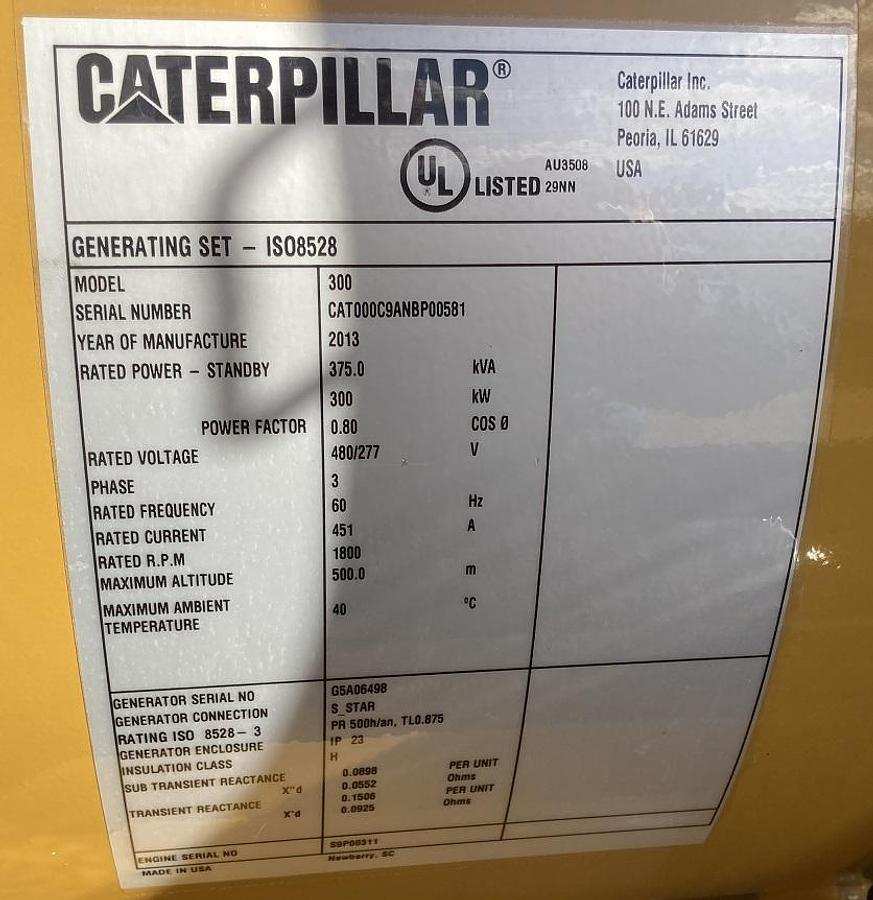 CATERPILLAR®
Caterpillar Inc.
100 N.E. Adams Street
Peoria, IL 61629
USA
UL LISTED AU3508 29NN
GENERATING SET – ISO8528
MODEL 300
SERIAL NUMBER CAT000C9ANBP00581
YEAR OF MANUFACTURE 2013
RATED POWER – STANDBY 375.0 kVA
300 kW
POWER FACTOR 0.80 COS Ø
RATED VOLTAGE 480/277 V
PHASE 3
RATED FREQUENCY 60 Hz
RATED CURRENT 451 A
RATED R.P.M 1800
MAXIMUM ALTITUDE 500.0 m
MAXIMUM AMBIENT
TEMPERATURE 40 °C
GENERATOR SERIAL NO G5A06498
GENERATOR CONNECTION S_STAR
RATING ISO 8528– 3 PR 500h/an, TL0.875
GENERATOR ENCLOSURE IP 23
INSULATION CLASS H
SUB TRANSIENT REACTANCE 0.0898 PER UNIT
X"d 0.0552 Ohms
TRANSIENT REACTANCE 0.1506 PER UNIT
X'd 0.0925 Ohms
ENGINE SERIAL NO S9P00311
MADE IN USA Newberry, SC